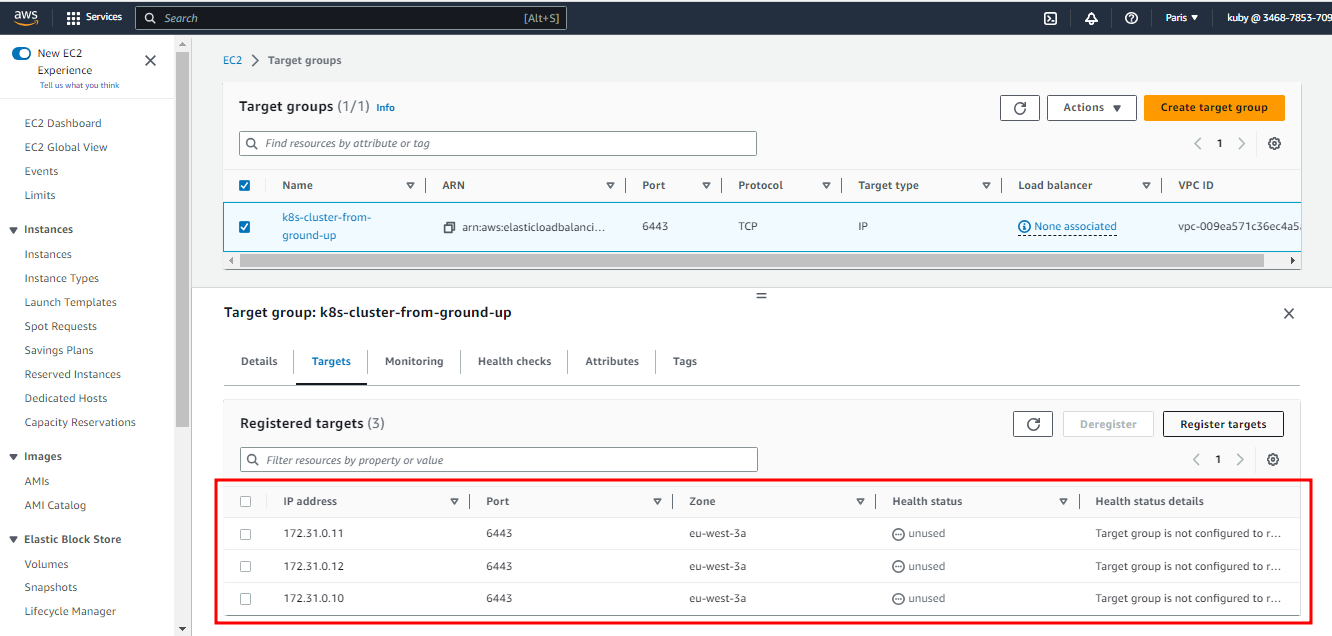 aws
Services
Search
[Alt+S]
Paris ▼
kuby @ 3468-7853-709
New EC2
Experience
Tell us what you think
EC2 Dashboard
EC2 Global View
Events
Limits
Instances
Instances
Instance Types
Launch Templates
Spot Requests
Savings Plans
Reserved Instances
Dedicated Hosts
Capacity Reservations
Images
AMIs
AMI Catalog
Elastic Block Store
Volumes
Snapshots
Lifecycle Manager
EC2 > Target groups
Target groups (1/1) Info
Actions ▼
Create target group
Find resources by attribute or tag
1
Name ARN Port Protocol Target type Load balancer VPC ID
k8s-cluster-from-
ground-up
arn:aws:elasticloadbalanci... 6443 TCP IP None associated vpc-009ea571c36ec4a5
Target group: k8s-cluster-from-ground-up
Details Targets Monitoring Health checks Attributes Tags
Registered targets (3)
Deregister
Register targets
Filter resources by property or value
1
IP address Port Zone Health status Health status details
172.31.0.11 6443 eu-west-3a unused Target group is not configured to r...
172.31.0.12 6443 eu-west-3a unused Target group is not configured to r...
172.31.0.10 6443 eu-west-3a unused Target group is not configured to r...